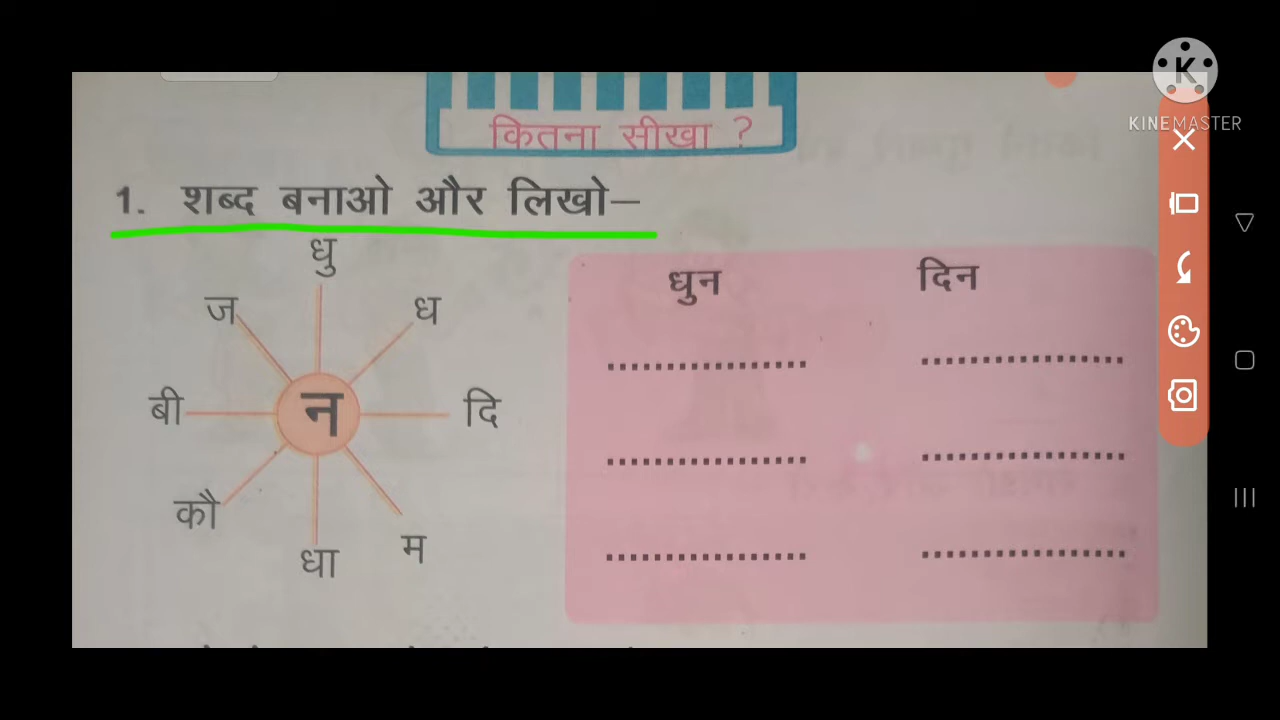 कितना सीखा ?
1. शब्द बनाओ और लिखो–
धु
ज
ध
बी
न
दि
कौ
धा
म
धुन दिन
................ ................
................ ................
................ ................
KINEMASTER